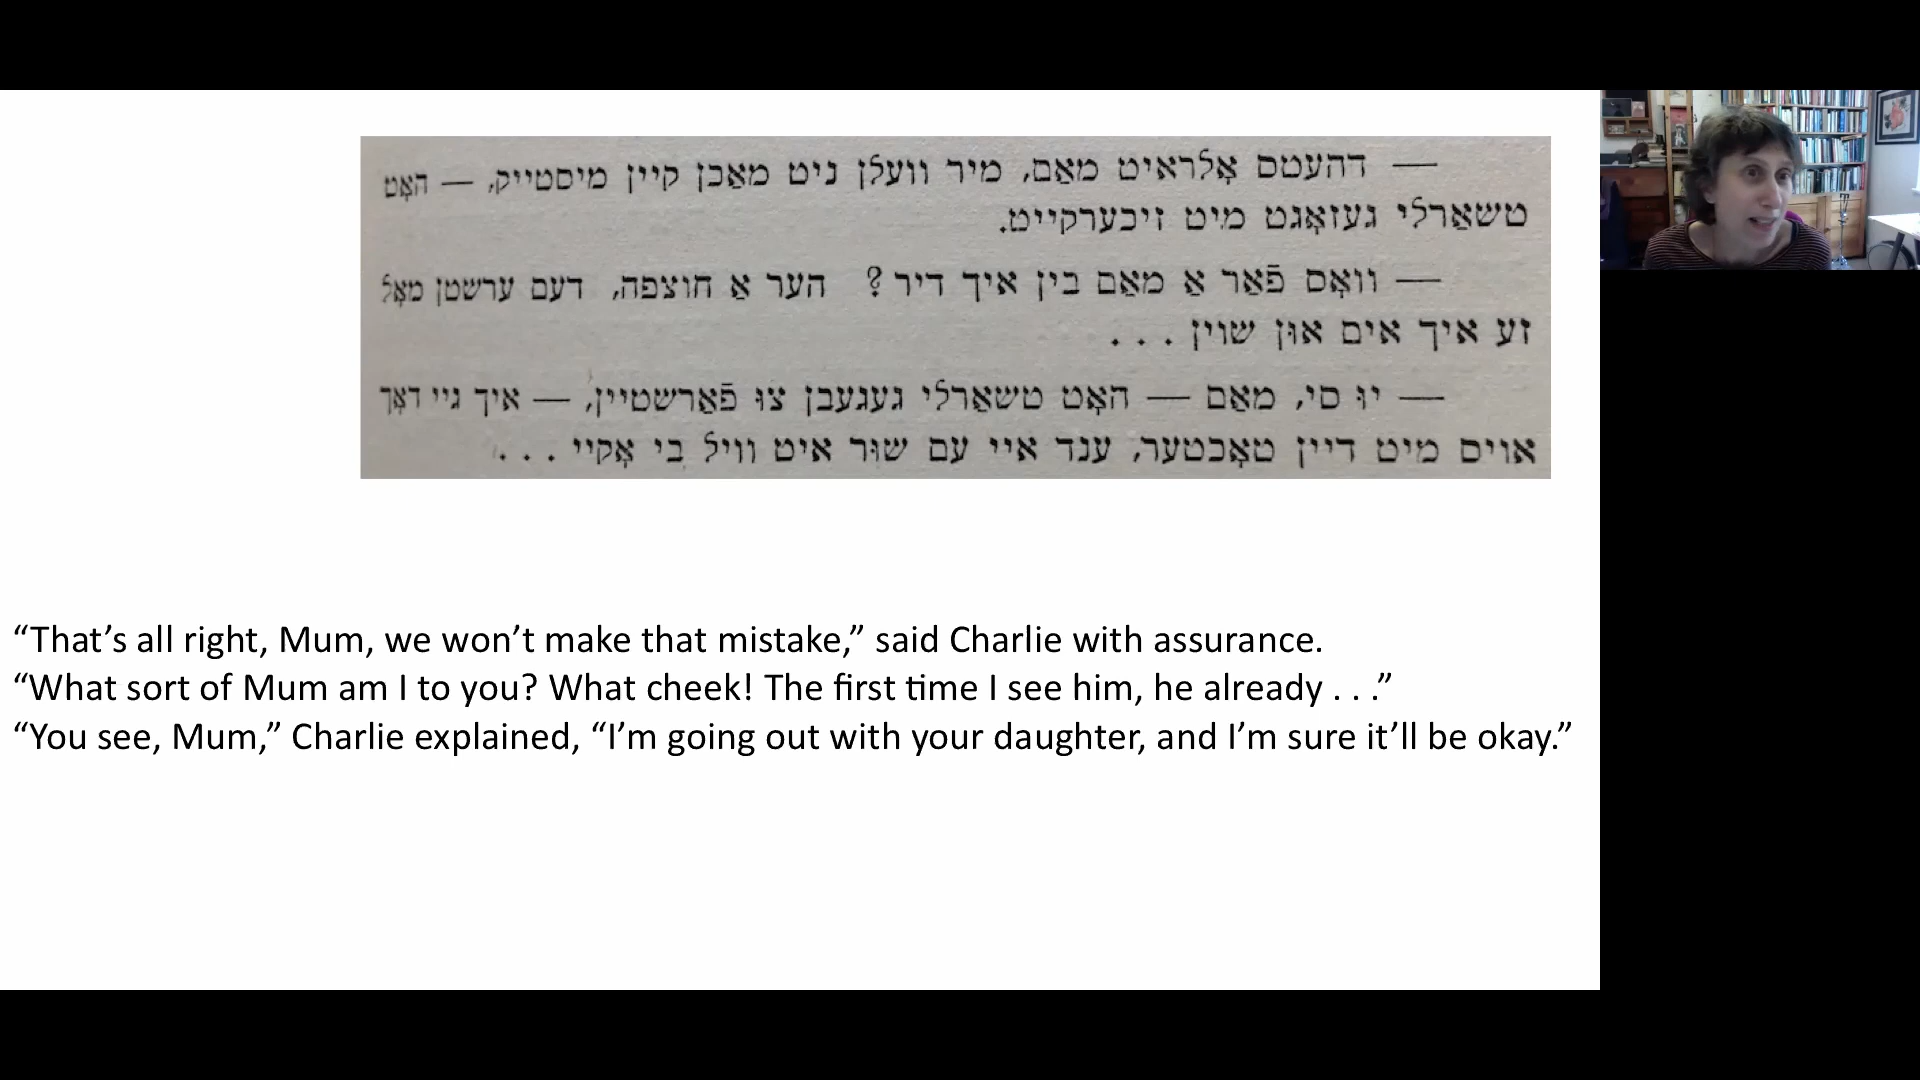 — דהעטס אָלראיט מאַם, מיר וועלן ניט מאַכן קיין מיסטייק, — האָט
טשאַרלי געזאָגט מיט זיכערקייט.
— וואָס פֿאַר אַ מאַם בין איך דיר? הער אַ חוצפה, דעם ערשטן מאָל
זע איך אים און שוין . . .
— יו סי, מאַם — האָט טשאַרלי געגעבן צו פֿאַרשטיין, — איך גיי דאָך
אויס מיט דיין טאָכטער, ענד איי עם שור איט וויל בי אָקיי . . .
“That’s all right, Mum, we won’t make that mistake,” said Charlie with assurance.
“What sort of Mum am I to you? What cheek! The first time I see him, he already . . .”
“You see, Mum,” Charlie explained, “I’m going out with your daughter, and I’m sure it’ll be okay.”